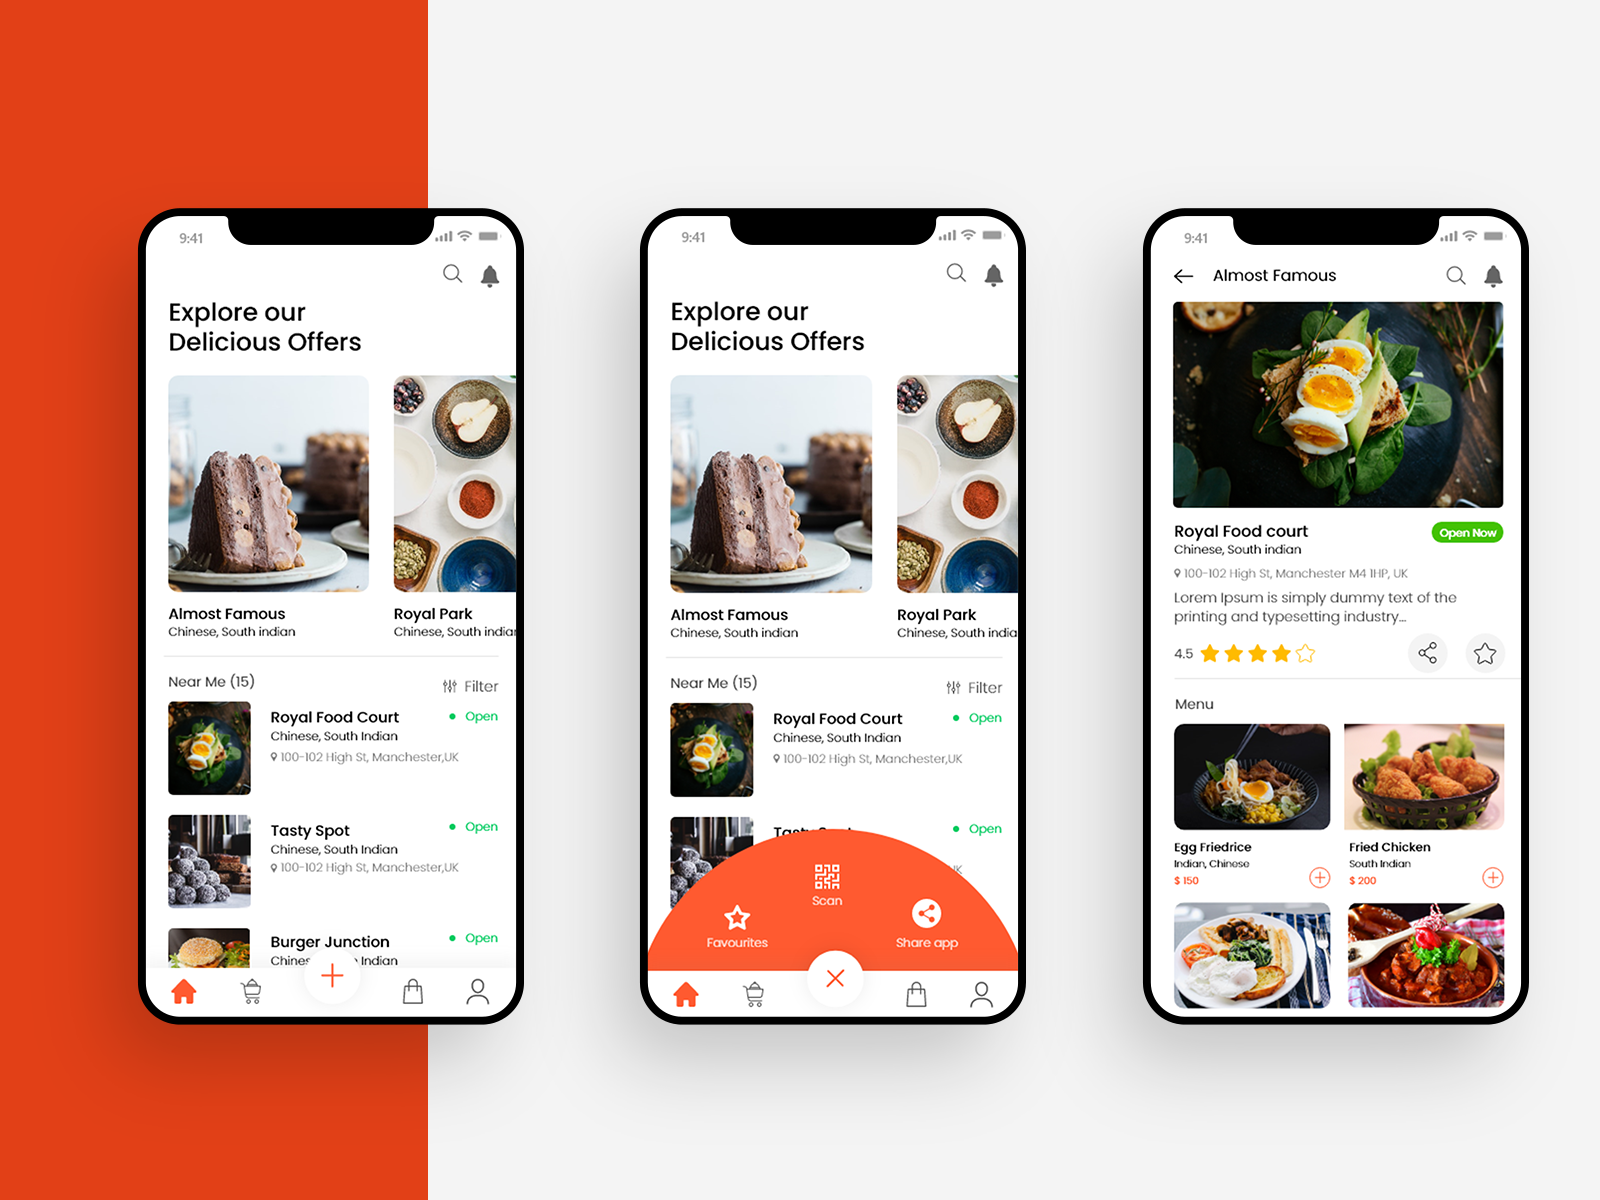 9:41
Explore our
Delicious Offers
Almost Famous
Chinese, South indian
Royal Park
Chinese, South indian
Near Me (15)
Filter
Royal Food Court
Open
Chinese, South Indian
100-102 High St, Manchester,UK
Tasty Spot
Open
Chinese, South Indian
100-102 High St, Manchester,UK
Burger Junction
Open
Chinese, South Indian
9:41
Explore our
Delicious Offers
Almost Famous
Chinese, South indian
Royal Park
Chinese, South india
Near Me (15)
Filter
Royal Food Court
Open
Chinese, South Indian
100-102 High St, Manchester,UK
Tasty Spot
Open
UK
Scan
Favourites
Share app
9:41
Almost Famous
Royal Food court
Open Now
Chinese, South indian
100-102 High St, Manchester M4 1HP, UK
Lorem Ipsum is simply dummy text of the
printing and typesetting industry...
4.5
Menu
Egg Friedrice
Indian, Chinese
$ 150
Fried Chicken
South Indian
$ 200